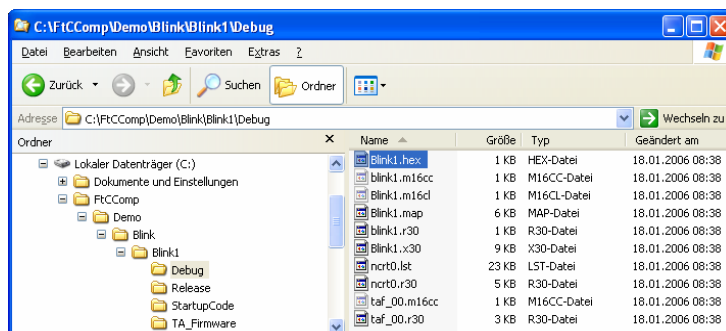 C:\FtCComp\Demo\Blink\Blink1\Debug
Datei Bearbeiten Ansicht Favoriten Extras ?
Zurück Suchen Ordner
Adresse C:\FtCComp\Demo\Blink\Blink1\Debug Wechseln zu
Ordner x Name Größe Typ Geändert am
Lokaler Datenträger (C:) Blink1.hex 1 KB HEX-Datei 18.01.2006 08:38
Dokumente und Einstellungen blink1.m16cc 1 KB M16CC-Datei 18.01.2006 08:38
FtCComp Blink1.m16cl 1 KB M16CL-Datei 18.01.2006 08:38
Demo Blink1.map 6 KB MAP-Datei 18.01.2006 08:38
Blink blink1.r30 1 KB R30-Datei 18.01.2006 08:38
Blink1 Blink1.x30 9 KB X30-Datei 18.01.2006 08:38
Debug ncrt0.lst 23 KB LST-Datei 18.01.2006 08:38
Release ncrt0.r30 5 KB R30-Datei 18.01.2006 08:38
StartupCode taf_00.m16cc 1 KB M16CC-Datei 18.01.2006 08:38
TA_Firmware taf_00.r30 3 KB R30-Datei 18.01.2006 08:38